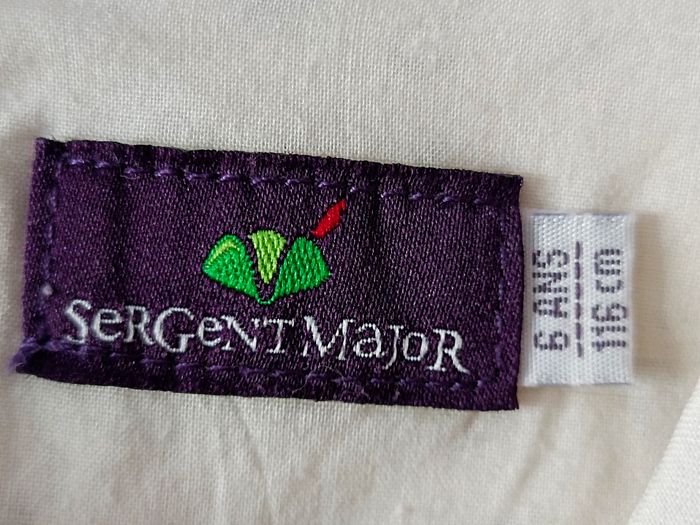 SeRGeNT MajoR
6 ANS
116 cm